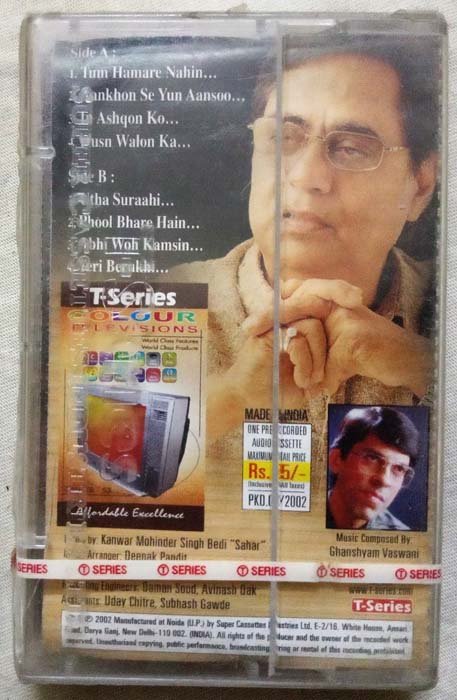 Side A :
1. Tum Hamare Nahin...
Se Yun Aansoo...
Ashqon Ko...
Walon Ka...
Side B :
Suraahi...
Bhare Hain...
Woh Kamsin...
T-Series
COLOUR
TELEVISIONS
World Class Features
World Class Products
Affordable Excellence
MADE INDIA
ONE PRE RECORDED
AUDIO CASSETTE
MAXIMUM RETAIL PRICE
Rs. 5/-
(Inclusive All Taxes)
PKD. 2002
by: Kanwar Mohinder Singh Bedi "Sahar"
Arranger: Deepak Pandit
Music Composed By:
Ghanshyam Vaswani
SERIES T SERIES T SERIES T SERIES T SERIES T SERIES
Engineers: Daman Sood, Avinash Oak
Uday Chitre, Subhash Gawde
www.t-series.com
T-Series
℗ © 2002 Manufactured at Noida (U.P.) by Super Cassettes Industries Ltd. E-2/16, White House, Ansari
Road, Darya Ganj, New Delhi-110 002. (INDIA). All rights of the producer and the owner of the recorded work
reserved. Unauthorised copying, public performance, broadcasting or rental of this recording prohibited.